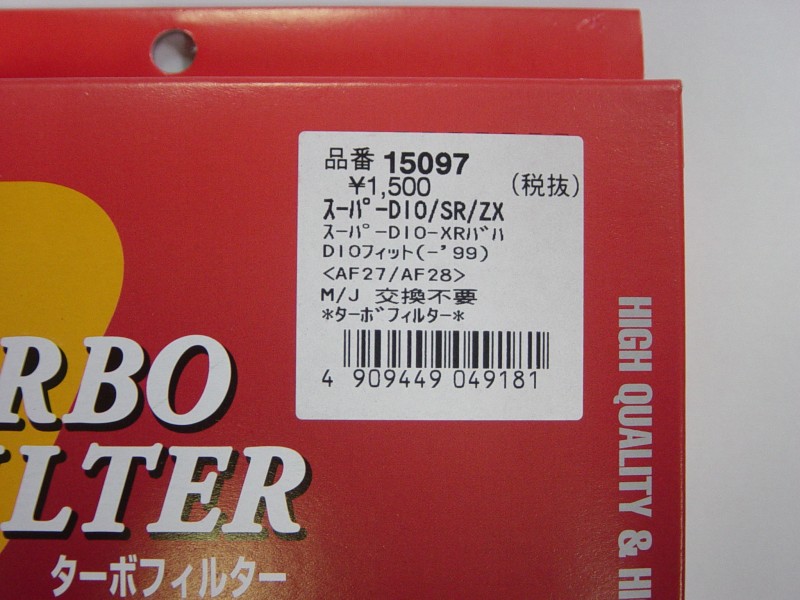 品番 15097
¥1,500 (税抜)
ｽｰﾊﾟｰDIO/SR/ZX
ｽｰﾊﾟｰDIO-XRﾊﾞﾊ
DIOﾌｨｯﾄ(-'99)
<AF27/AF28>
M/J 交換不要
*ﾀｰﾎﾞﾌｨﾙﾀｰ*
4 909449 049181
RBO
LTER
ターボフィルター
HIGH QUALITY & HI